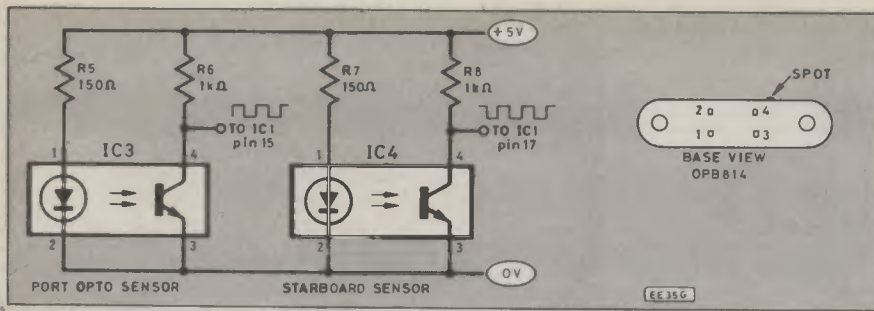 +5V
R5
150Ω
R6
1kΩ
R7
150Ω
R8
1kΩ
TO IC1
pin 15
TO IC1
pin 17
1
IC3
4
2
3
1
IC4
4
2
3
0V
PORT OPTO SENSOR
STARBOARD SENSOR
SPOT
2
4
1
3
BASE VIEW
OPB814
EE35G